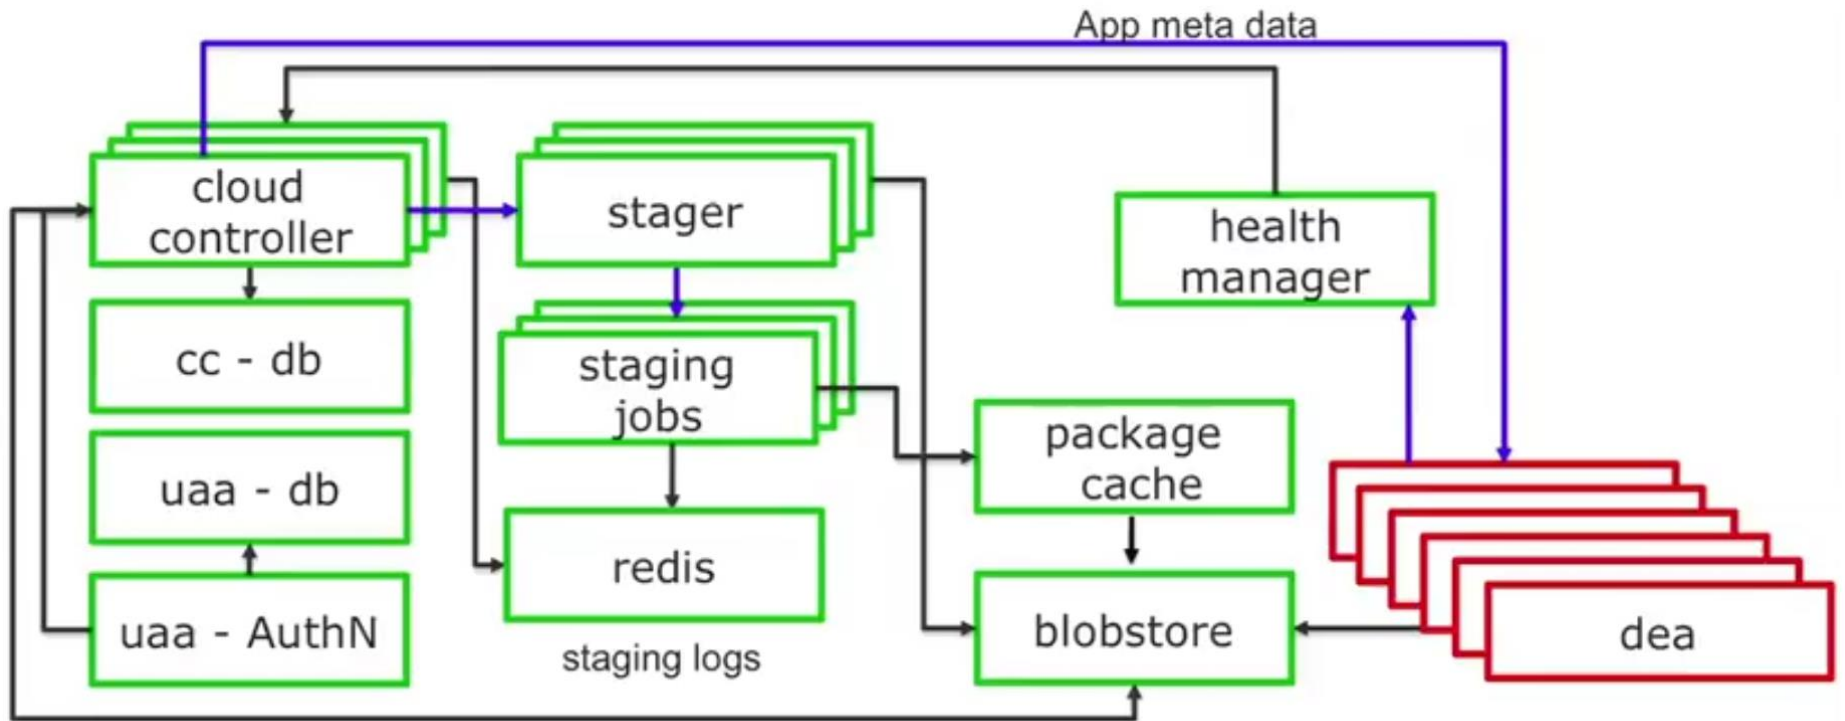 App meta data
cloud
controller
stager
health
manager
cc - db
staging
jobs
package
cache
uaa - db
redis
blobstore
dea
uaa - AuthN
staging logs